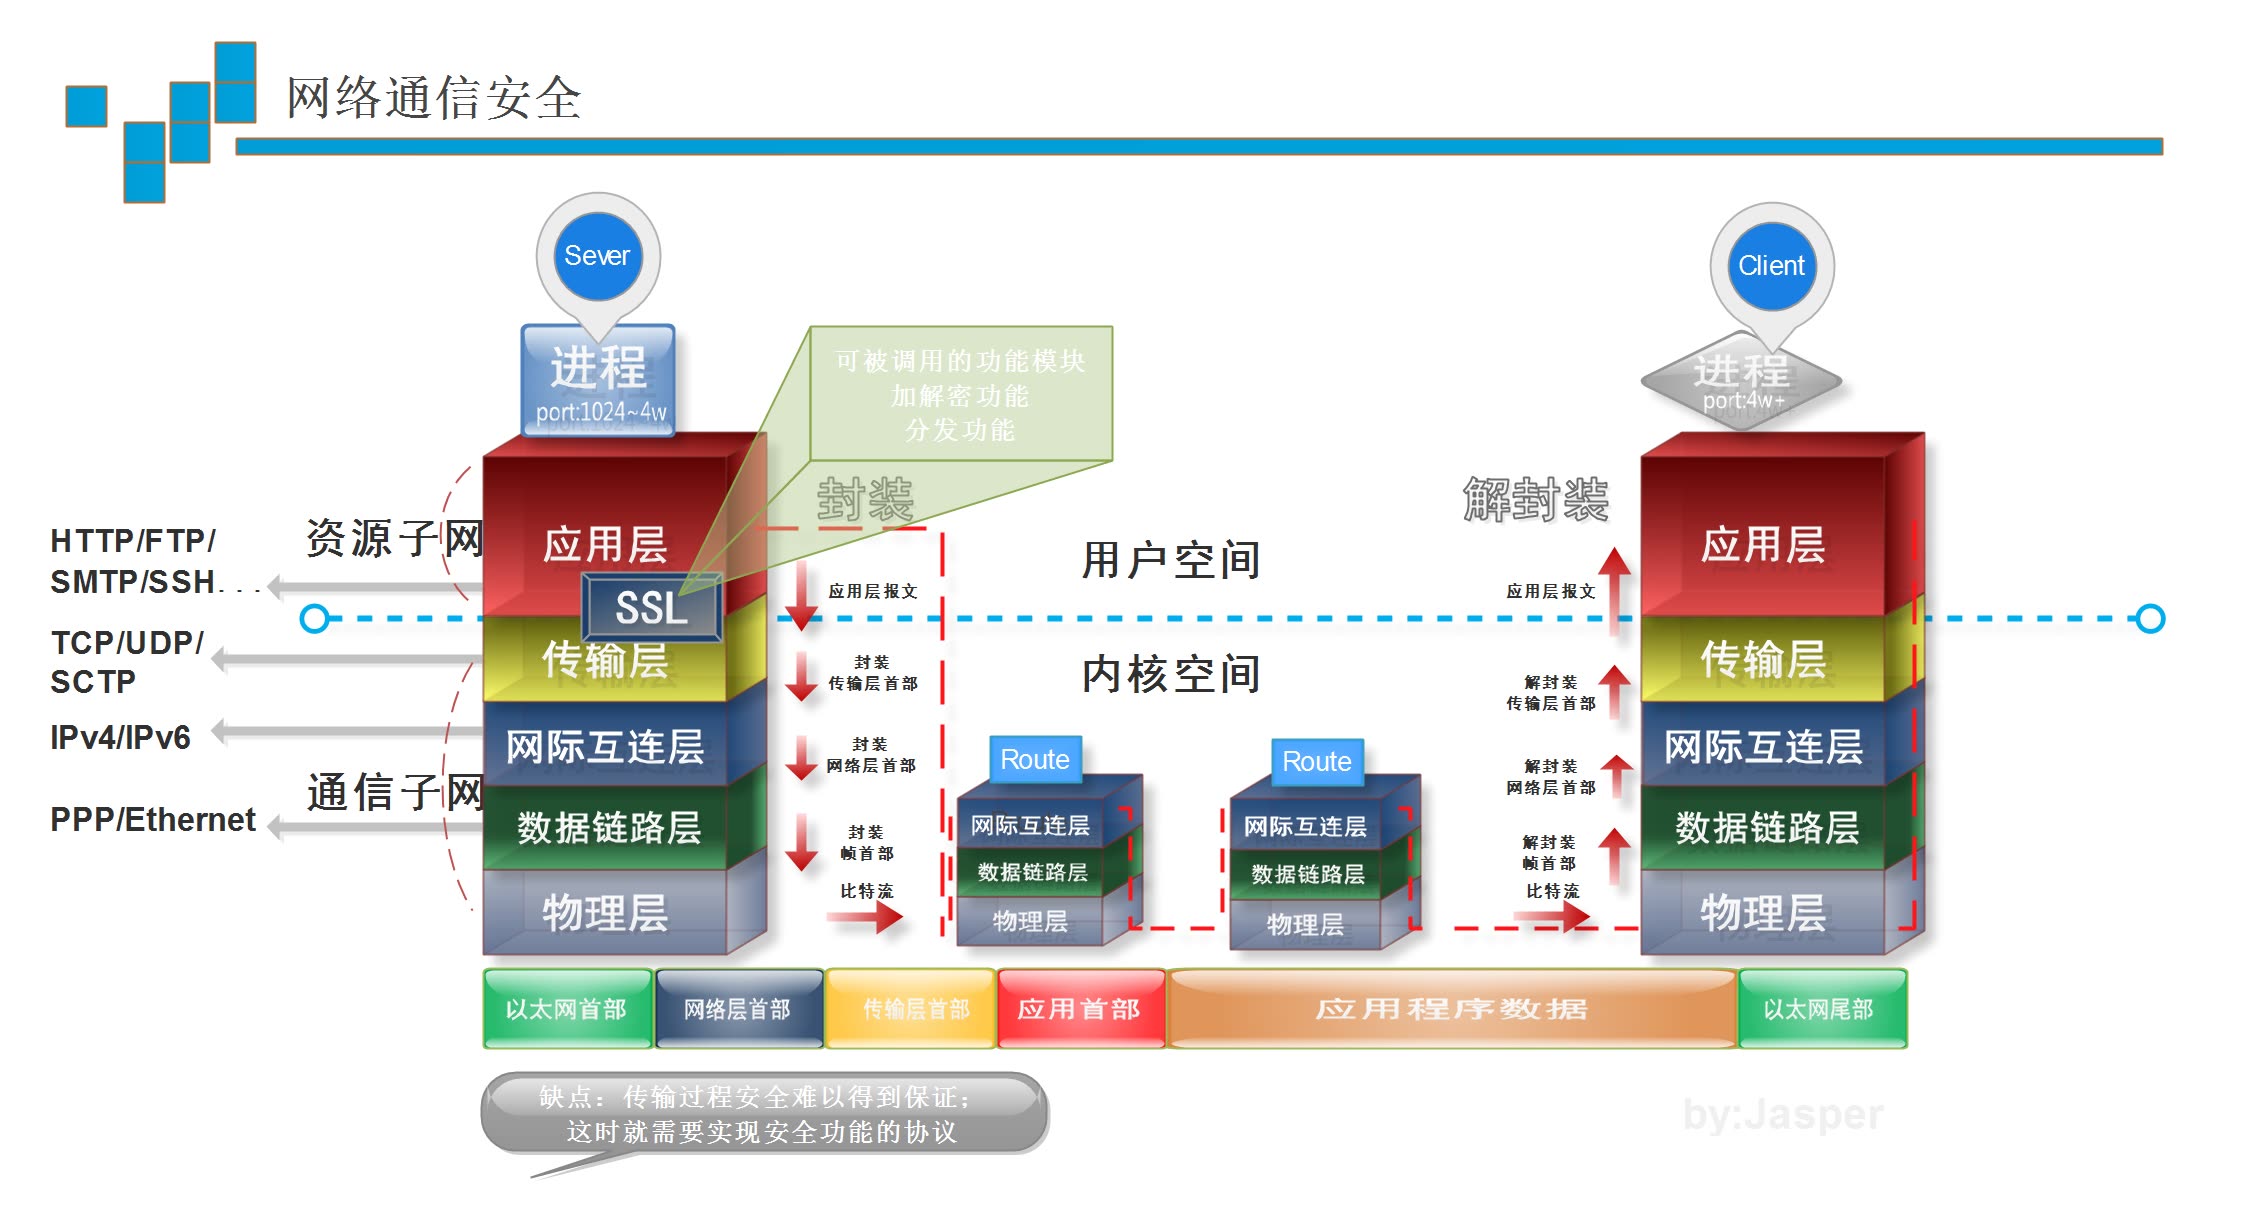 网络通信安全
Sever
Client
进程
port:1024~4w
可被调用的功能模块
加解密功能
分发功能
进程
port:4w+
封装
解封装
资源子网
HTTP/FTP/
SMTP/SSH...
应用层
SSL
用户空间
应用层报文
应用层报文
应用层
TCP/UDP/
SCTP
传输层
封装
传输层首部
内核空间
解封装
传输层首部
传输层
IPv4/IPv6
网际互连层
封装
网络层首部
Route
Route
解封装
网络层首部
网际互连层
通信子网
PPP/Ethernet
数据链路层
封装
帧首部
网际互连层
网际互连层
解封装
帧首部
数据链路层
数据链路层
数据链路层
比特流
比特流
物理层
物理层
物理层
物理层
以太网首部
网络层首部
传输层首部
应用首部
应用程序数据
以太网尾部
缺点：传输过程安全难以得到保证；
这时就需要实现安全功能的协议
by:Jasper